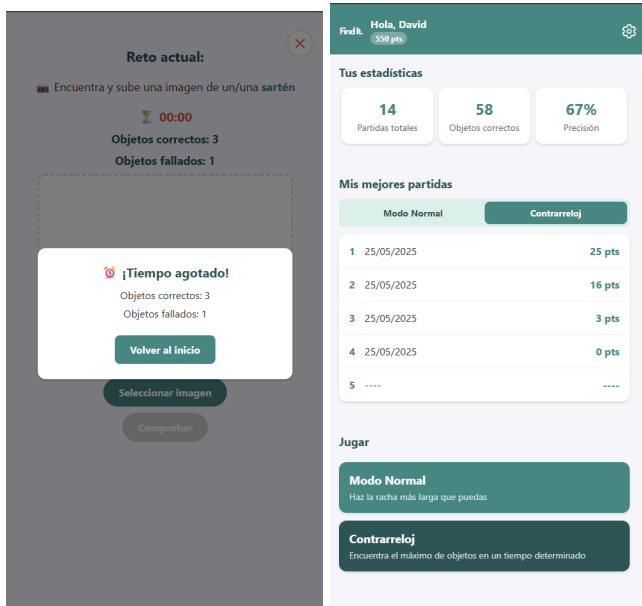 Reto actual:
📷 Encuentra y sube una imagen de un/una sartén
⏳ 00:00
Objetos correctos: 3
Objetos fallados: 1
⏰ ¡Tiempo agotado!
Objetos correctos: 3
Objetos fallados: 1
Volver al inicio
Seleccionar imagen
Comprobar
Find It.
Hola, David
550 pts
Tus estadísticas
14
Partidas totales
58
Objetos correctos
67%
Precisión
Mis mejores partidas
Modo Normal
Contrarreloj
1 25/05/2025 25 pts
2 25/05/2025 16 pts
3 25/05/2025 3 pts
4 25/05/2025 0 pts
5 ---- ----
Jugar
Modo Normal
Haz la racha más larga que puedas
Contrarreloj
Encuentra el máximo de objetos en un tiempo determinado